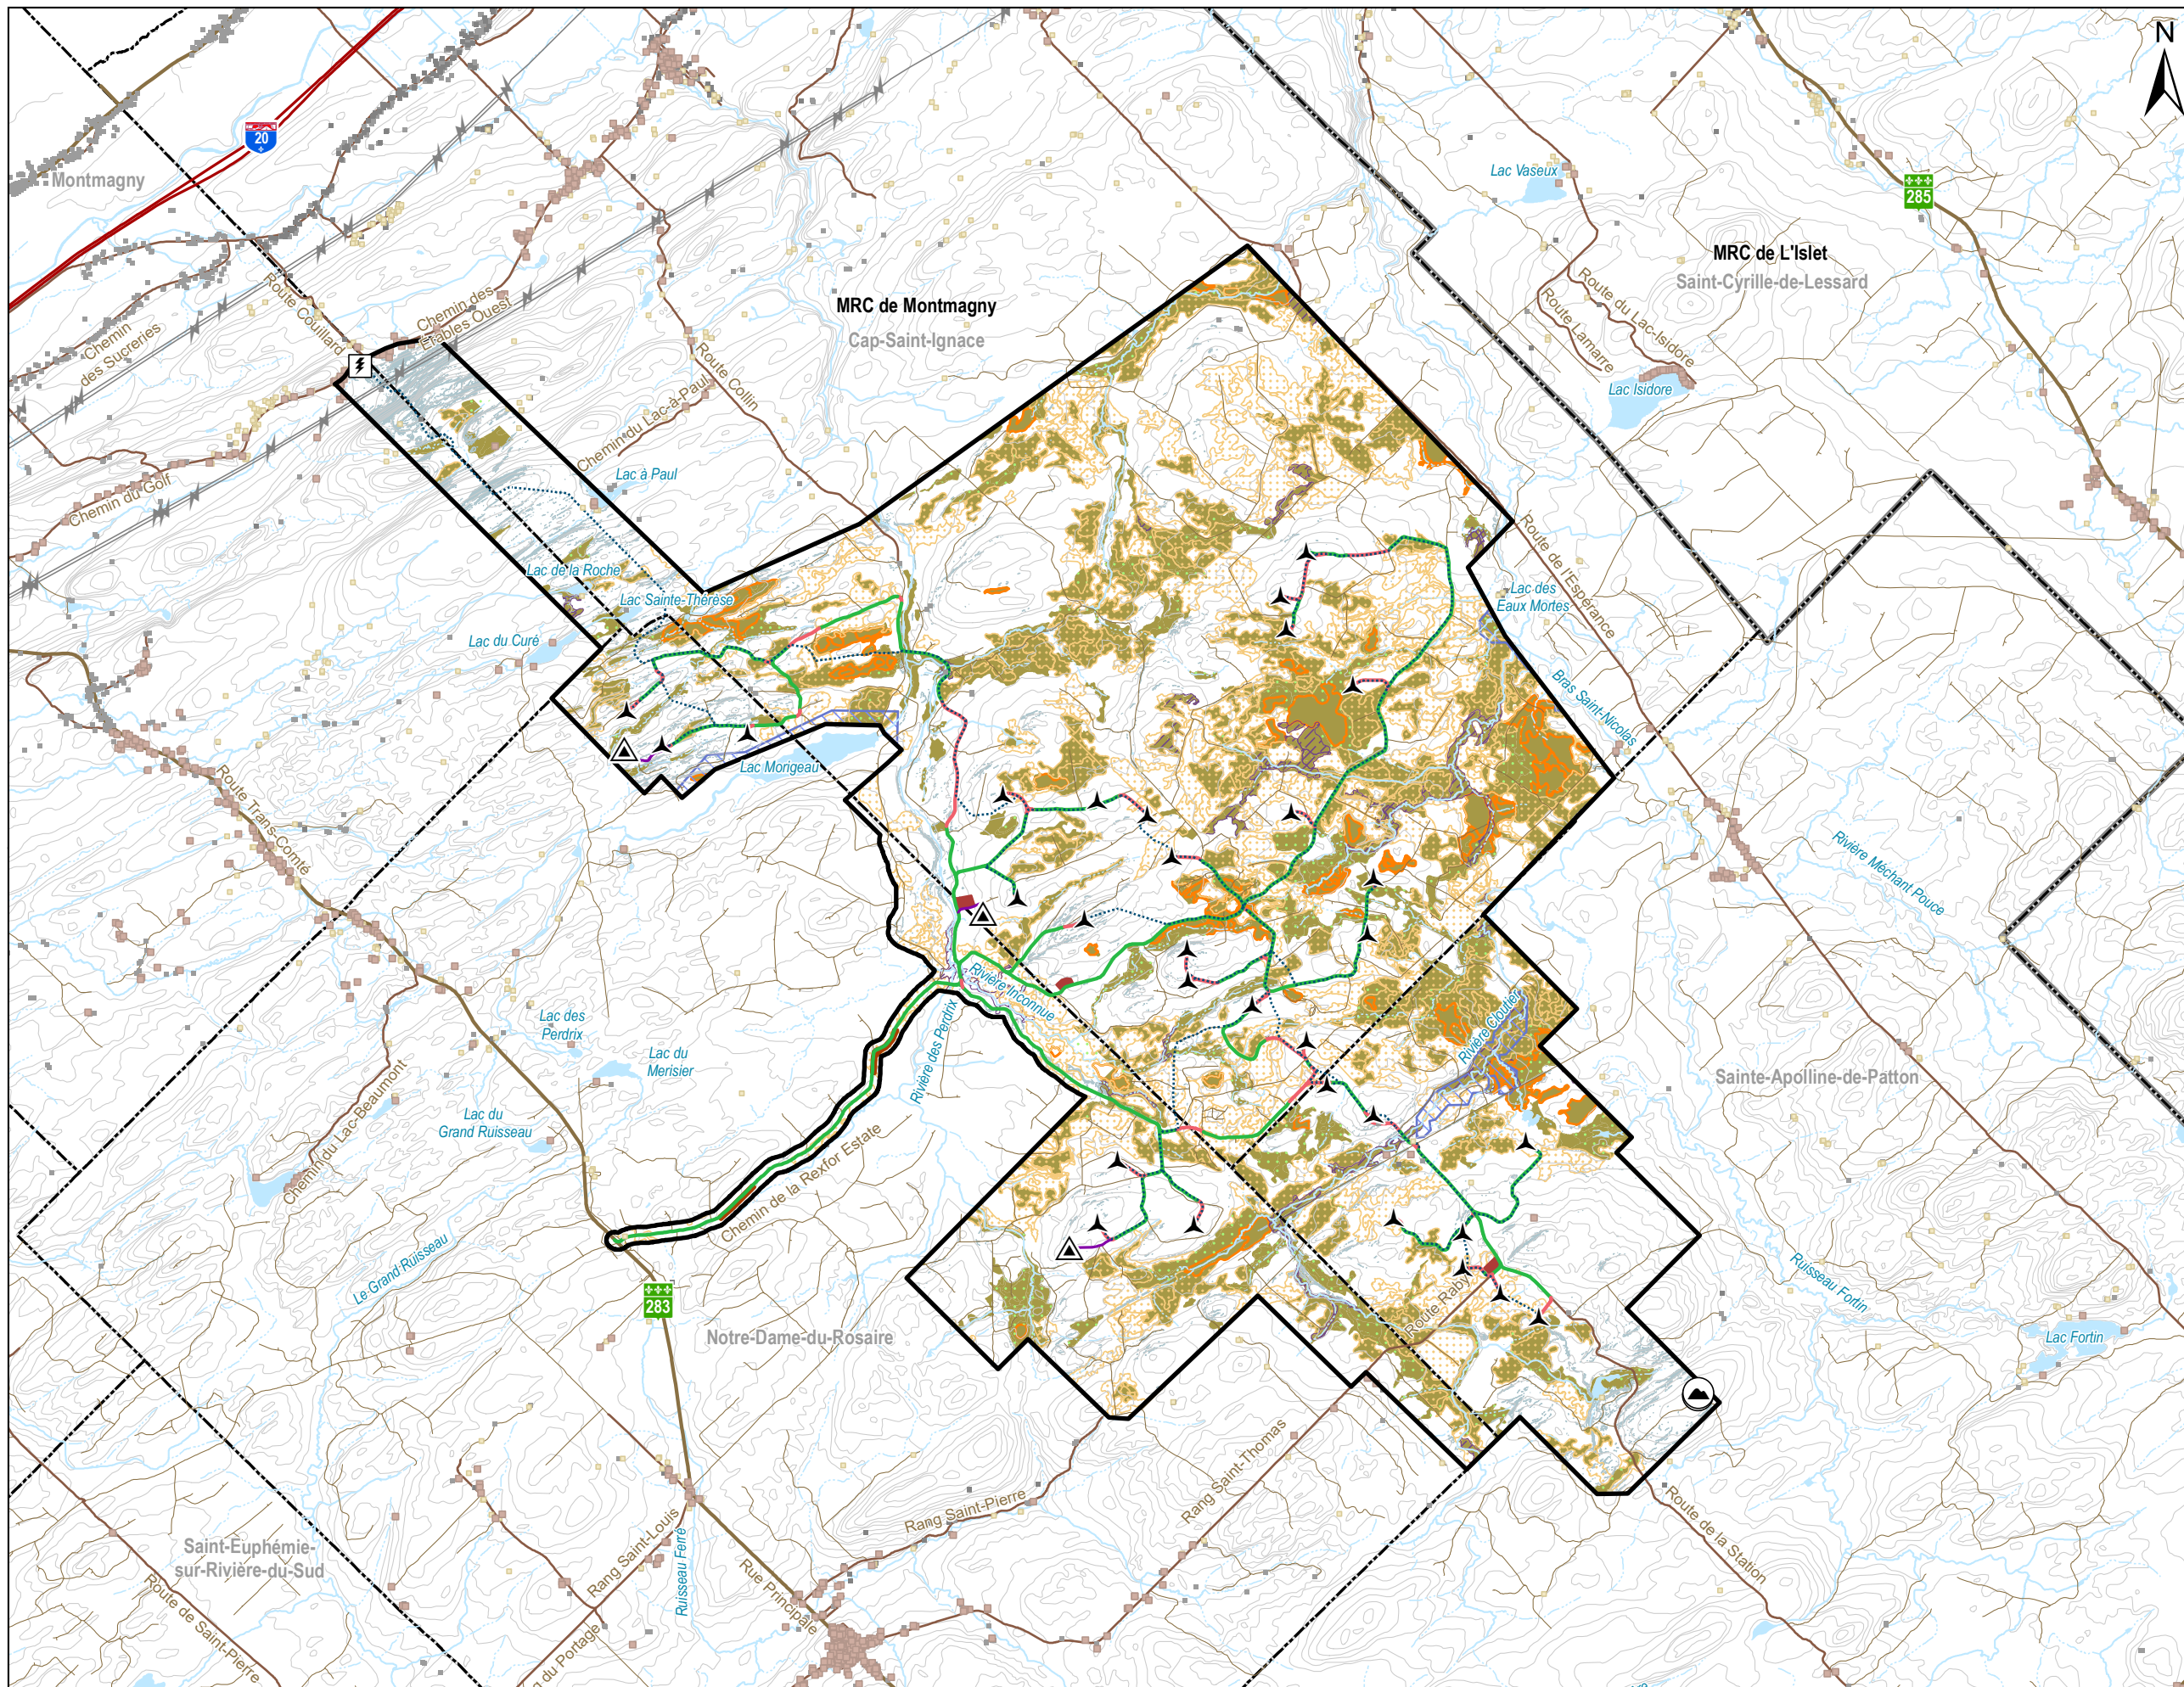 N
20
Montmagny
285
Lac Vaseux
MRC de L'Islet
Saint-Cyrille-de-Lessard
Route Couillard
Chemin des
Érables Ouest
Chemin
des Sucreries
MRC de Montmagny
Cap-Saint-Ignace
Route du Lac-Isidore
Route Lamarre
Lac Isidore
Route Collin
Chemin du Lac-à-Paul
Lac à Paul
Chemin du Golf
Lac de la Roche
Lac Sainte-Thérèse
Lac du Curé
Route de l'Espérance
Lac des
Eaux Mortes
Bras Saint-Nicolas
Lac Morigeau
Route Trans-Comté
Rivière Méchant Pouce
Rivière Inconnue
Rivière des Perdrix
Rivière Cloutier
Lac des
Perdrix
Lac du
Merisier
Lac du
Grand Ruisseau
Chemin du Lac-Beaumont
Sainte-Apolline-de-Patton
Chemin de la Rexfor Estate
Le Grand Ruisseau
283
Notre-Dame-du-Rosaire
Route Raby
Ruisseau Fortin
Lac Fortin
Rang Saint-Thomas
Rang Saint-Pierre
Route de la Station
Saint-Euphémie-
sur-Rivière-du-Sud
Rang Saint-Louis
Ruisseau Ferré
Rue Principale
Route de Saint-Pierre
du Portage